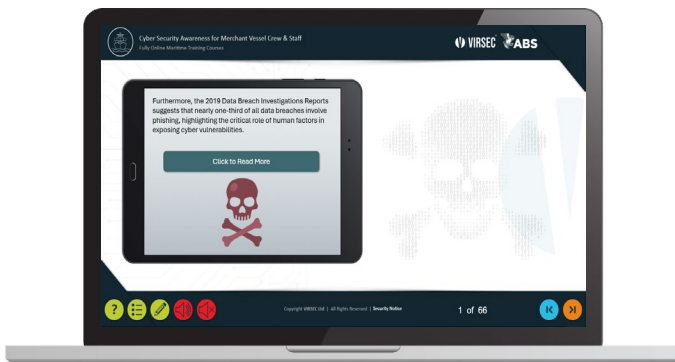 Cyber Security Awareness for Merchant Vessel Crew & Staff
Fully Online Maritime Training Courses
VIRSEC ABS
Furthermore, the 2019 Data Breach Investigations Reports
suggests that nearly one-third of all data breaches involve
phishing, highlighting the critical role of human factors in
exposing cyber vulnerabilities.
Click to Read More
?
Copyright VIRSEC Ltd | All Rights Reserved | Security Notice
1 of 66